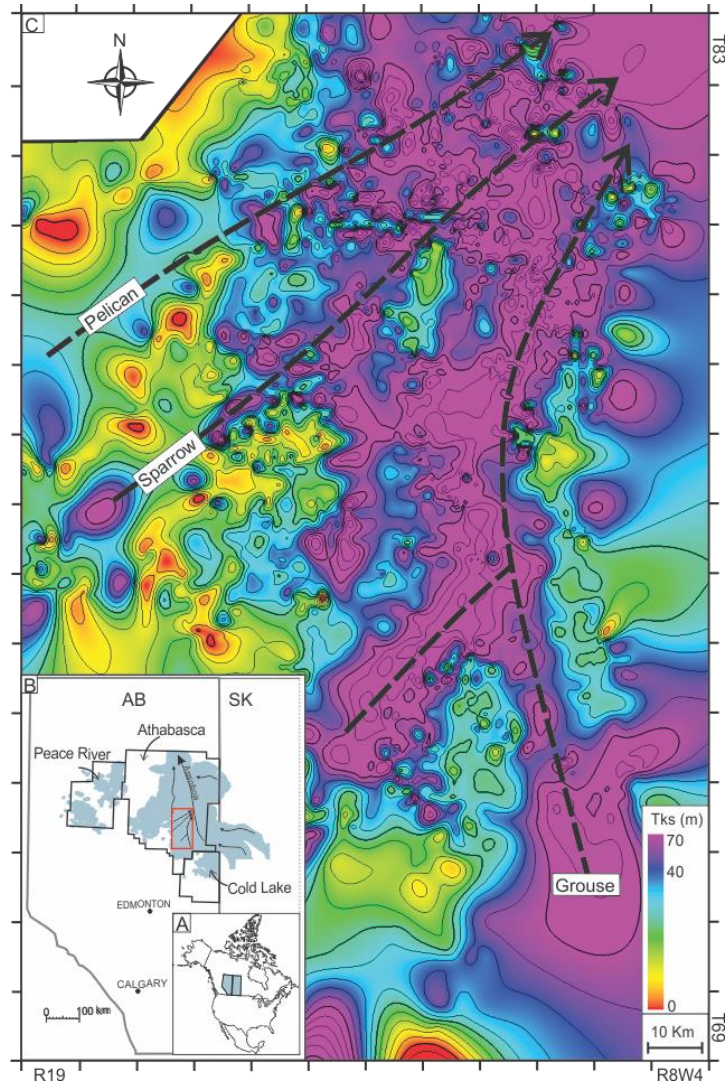 C
N
T83
Pelican
Sparrow
B
AB
SK
Athabasca
Peace River
Cold Lake
EDMONTON
CALGARY
0 100 km
A
Grouse
Tks (m)
70
40
0
10 Km
T69
R19
R8W4